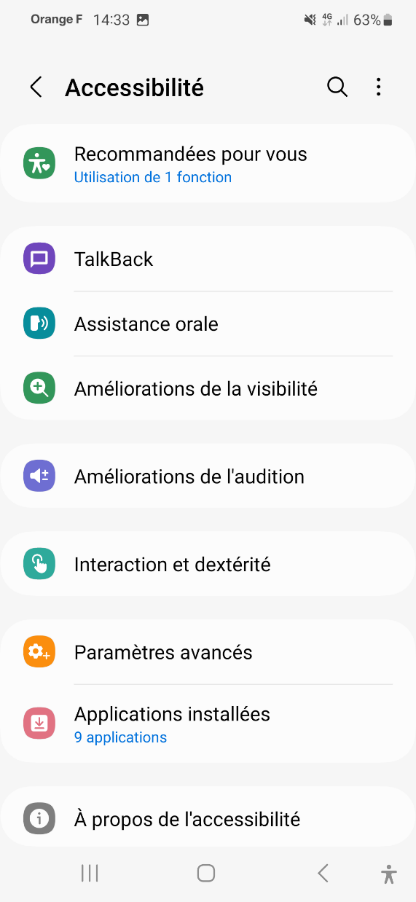 Orange F 14:33 4G 63%
Accessibilité
Recommandées pour vous
Utilisation de 1 fonction
TalkBack
Assistance orale
Améliorations de la visibilité
Améliorations de l'audition
Interaction et dextérité
Paramètres avancés
Applications installées
9 applications
À propos de l'accessibilité